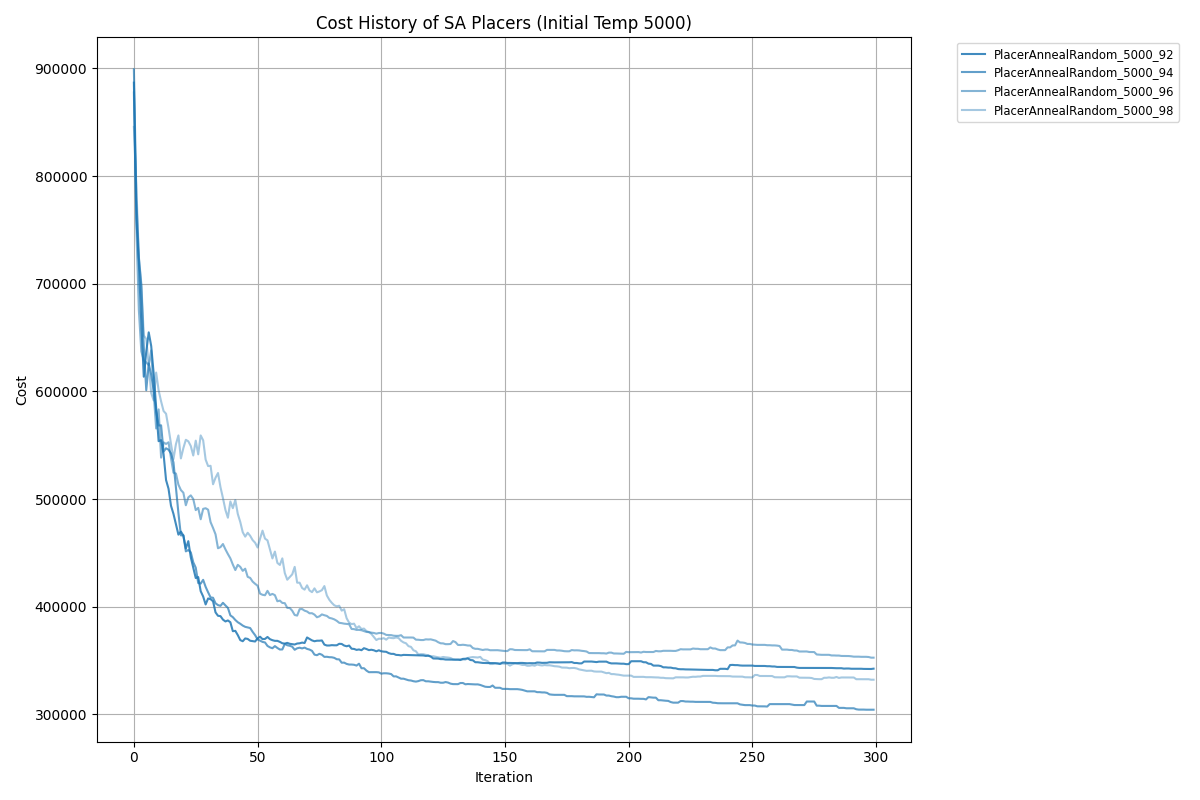 Cost History of SA Placers (Initial Temp 5000)
PlacerAnnealRandom_5000_92
PlacerAnnealRandom_5000_94
PlacerAnnealRandom_5000_96
PlacerAnnealRandom_5000_98
900000
800000
700000
600000
500000
400000
300000
Cost
0 50 100 150 200 250 300
Iteration